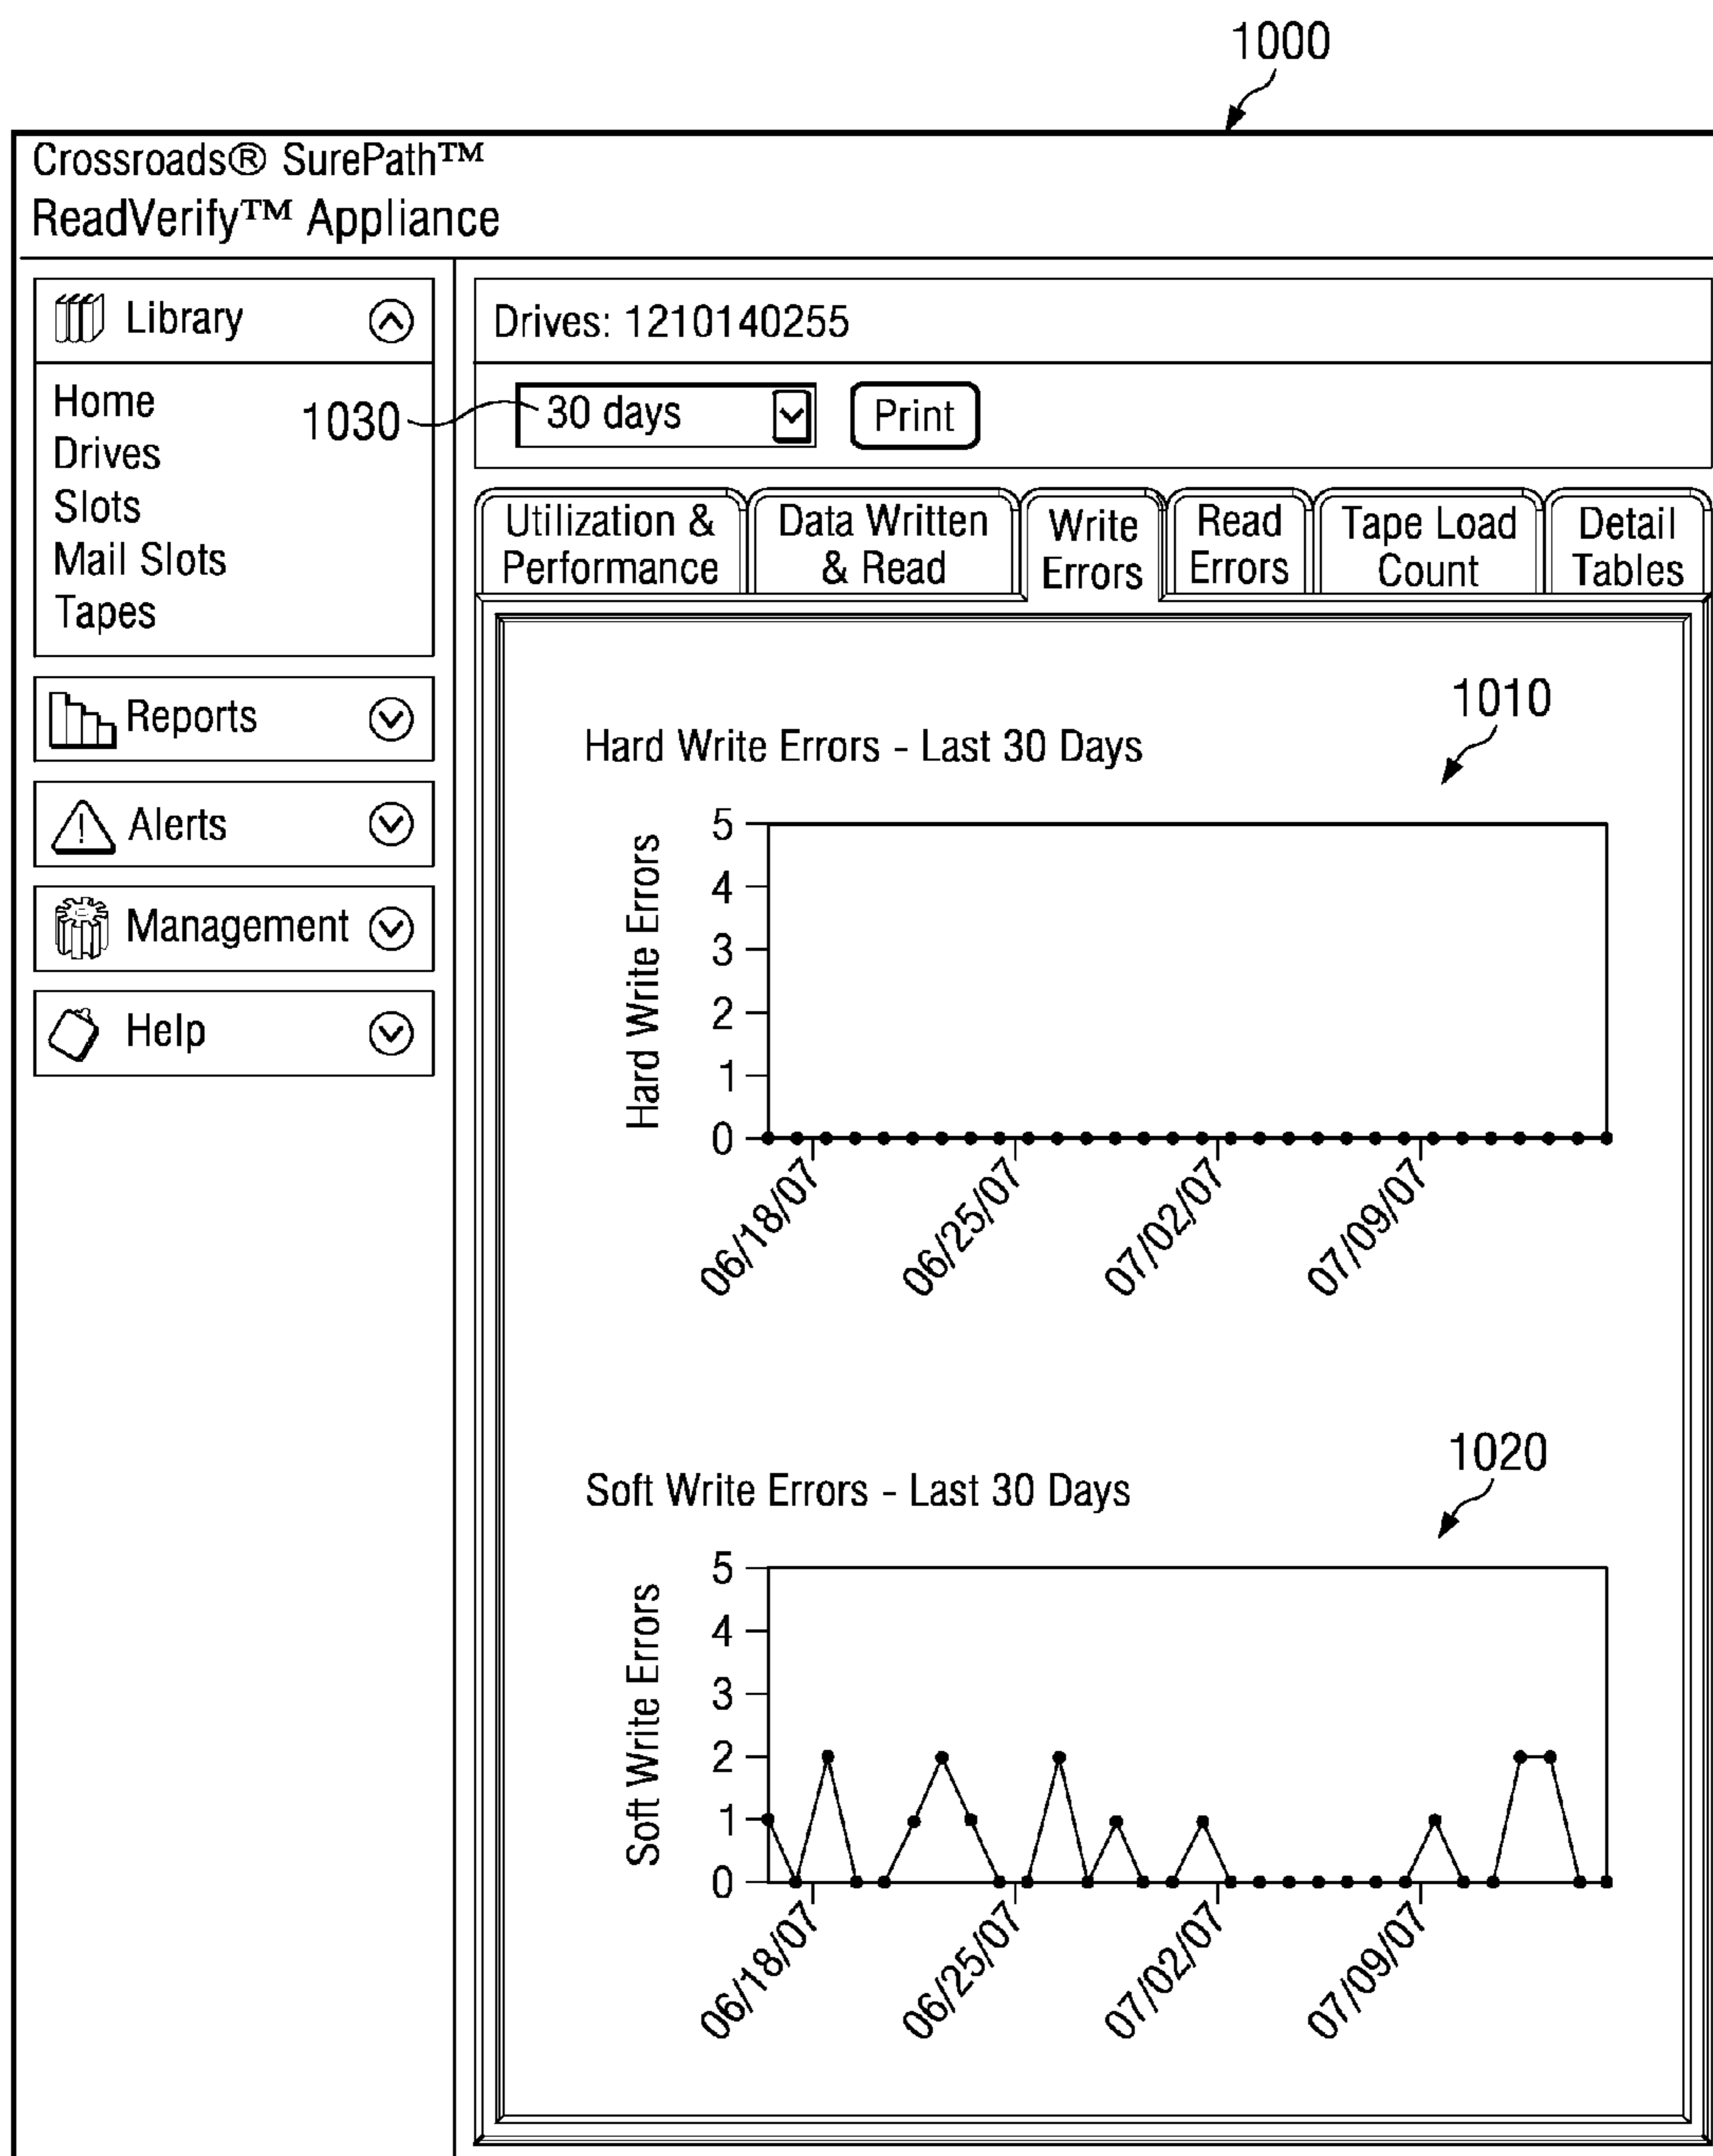 1000
Crossroads® SurePath™
ReadVerify™ Appliance
Library
Home
Drives
Slots
Mail Slots
Tapes
Reports
Alerts
Management
Help
Drives: 1210140255
1030
30 days
Print
Utilization &
Performance
Data Written
& Read
Write
Errors
Read
Errors
Tape Load
Count
Detail
Tables
1010
Hard Write Errors - Last 30 Days
Hard Write Errors
5
4
3
2
1
0
06/18/07
06/25/07
07/02/07
07/09/07
1020
Soft Write Errors - Last 30 Days
Soft Write Errors
5
4
3
2
1
0
06/18/07
06/25/07
07/02/07
07/09/07